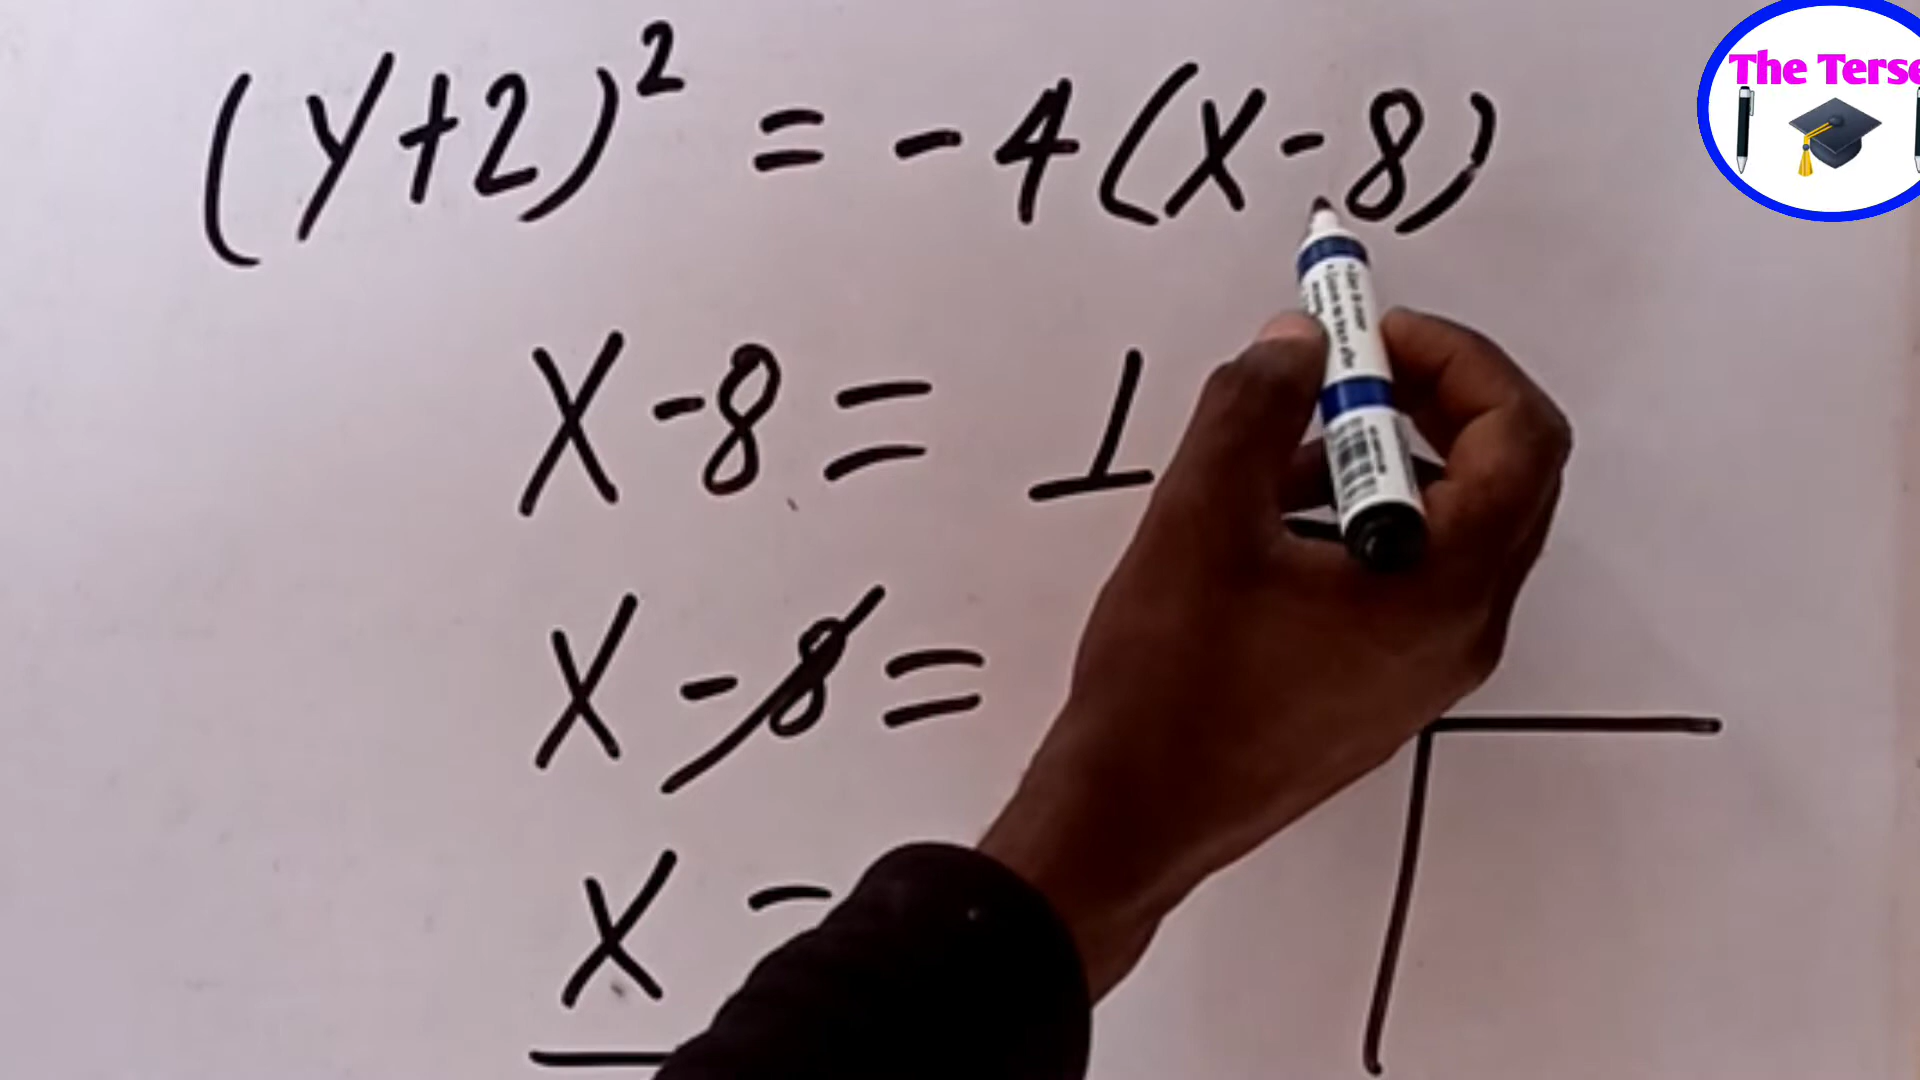 (y+2)² = -4(x-8)
x-8= 1
x-8=
x =
The Terse